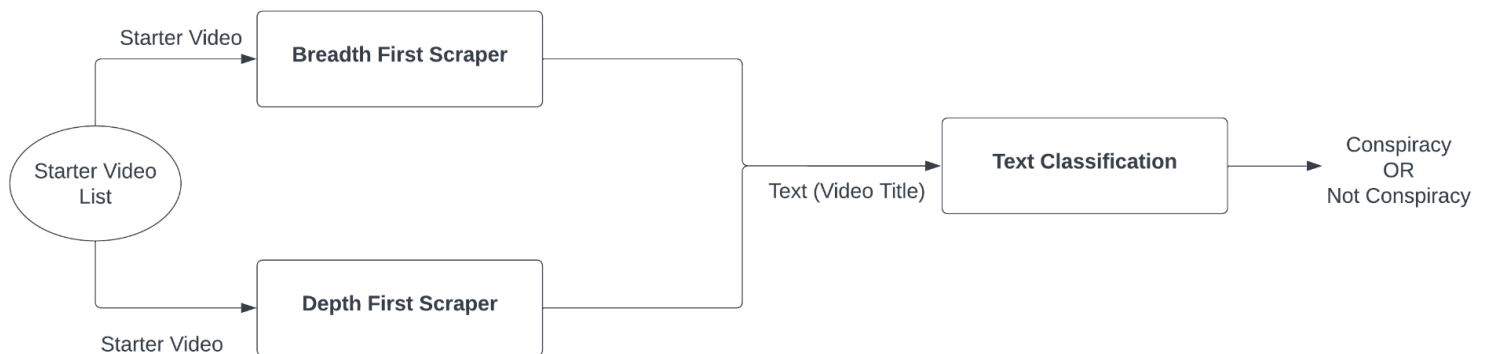 Starter Video
Breadth First Scraper
Starter Video
List
Text (Video Title)
Text Classification
Conspiracy
OR
Not Conspiracy
Depth First Scraper
Starter Video